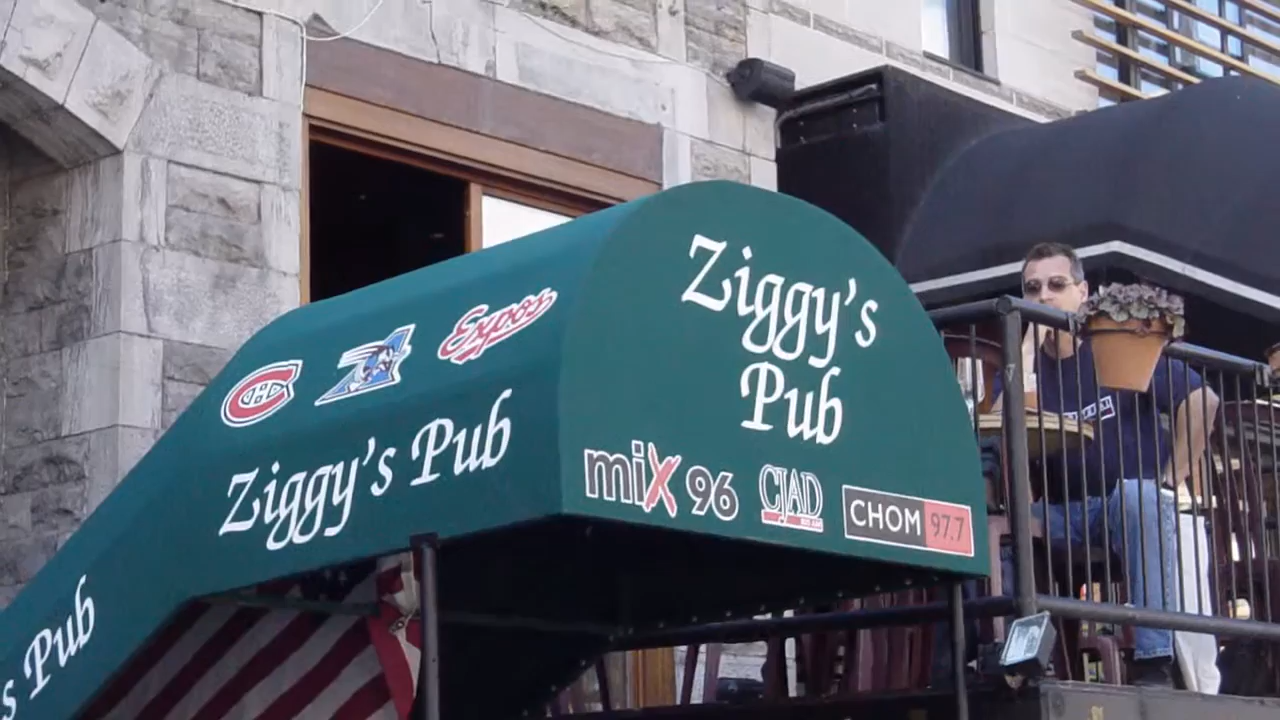 Expos
Ziggy's Pub
s Pub
Ziggy's
Pub
mix 96
CJAD
CHOM 97.7